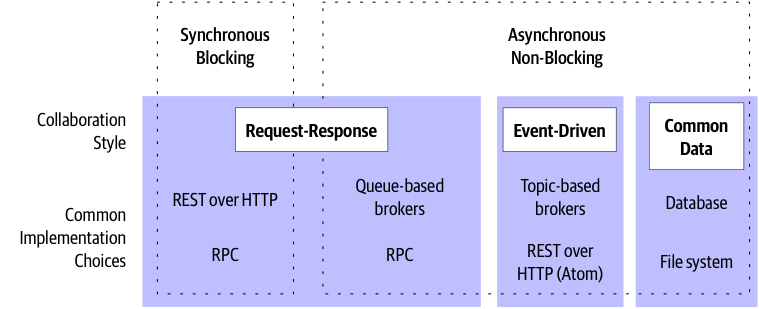 Synchronous
Blocking
Asynchronous
Non-Blocking
Collaboration
Style
Request-Response
Event-Driven
Common
Data
Common
Implementation
Choices
REST over HTTP
RPC
Queue-based
brokers
RPC
Topic-based
brokers
REST over
HTTP (Atom)
Database
File system